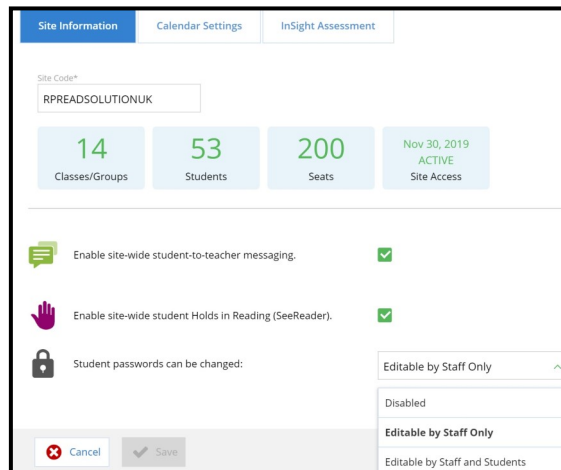 Site Information
Calendar Settings
InSight Assessment
Site Code*
RPREADSOLUTIONUK
14
Classes/Groups
53
Students
200
Seats
Nov 30, 2019
ACTIVE
Site Access
Enable site-wide student-to-teacher messaging.
Enable site-wide student Holds in Reading (SeeReader).
Student passwords can be changed:
Editable by Staff Only
Disabled
Editable by Staff Only
Editable by Staff and Students
Cancel
Save